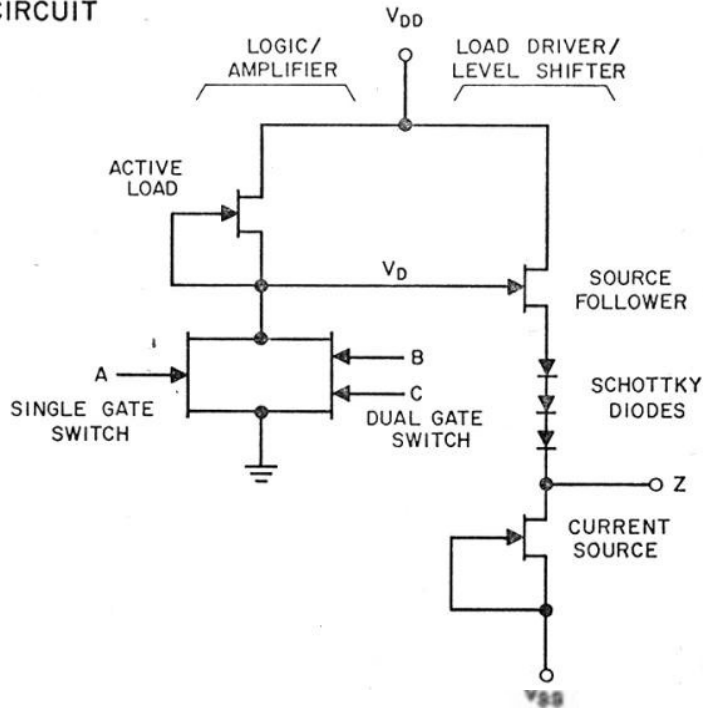 CIRCUIT
VDD
LOGIC/
AMPLIFIER
LOAD DRIVER/
LEVEL SHIFTER
ACTIVE
LOAD
VD
SOURCE
FOLLOWER
A
B
C
SINGLE GATE
SWITCH
DUAL GATE
SWITCH
SCHOTTKY
DIODES
Z
CURRENT
SOURCE